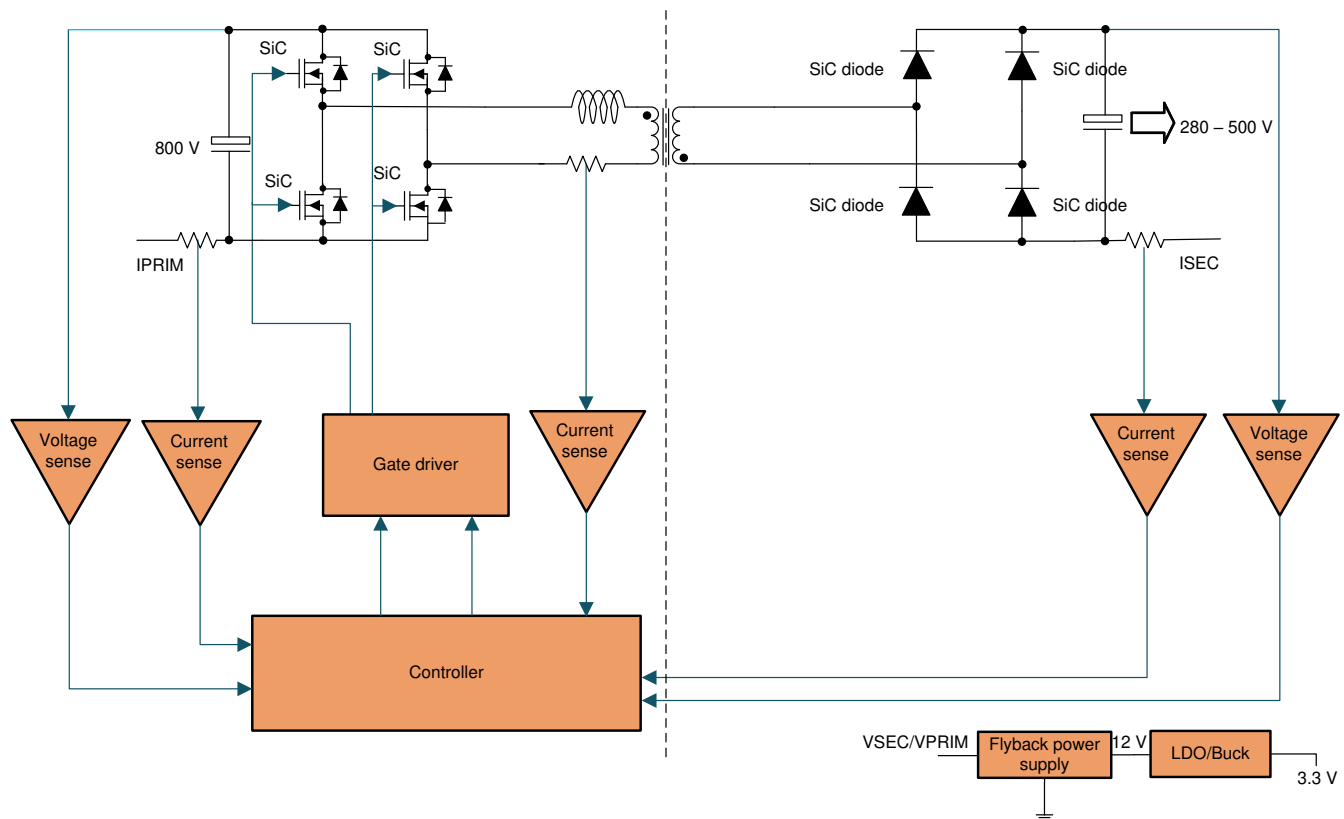 SiC
SiC
SiC diode
SiC diode
800 V
280 – 500 V
SiC
SiC
SiC diode
SiC diode
IPRIM
ISEC
Voltage
sense
Current
sense
Gate driver
Current
sense
Current
sense
Voltage
sense
Controller
VSEC/VPRIM
Flyback power
supply
12 V
LDO/Buck
3.3 V